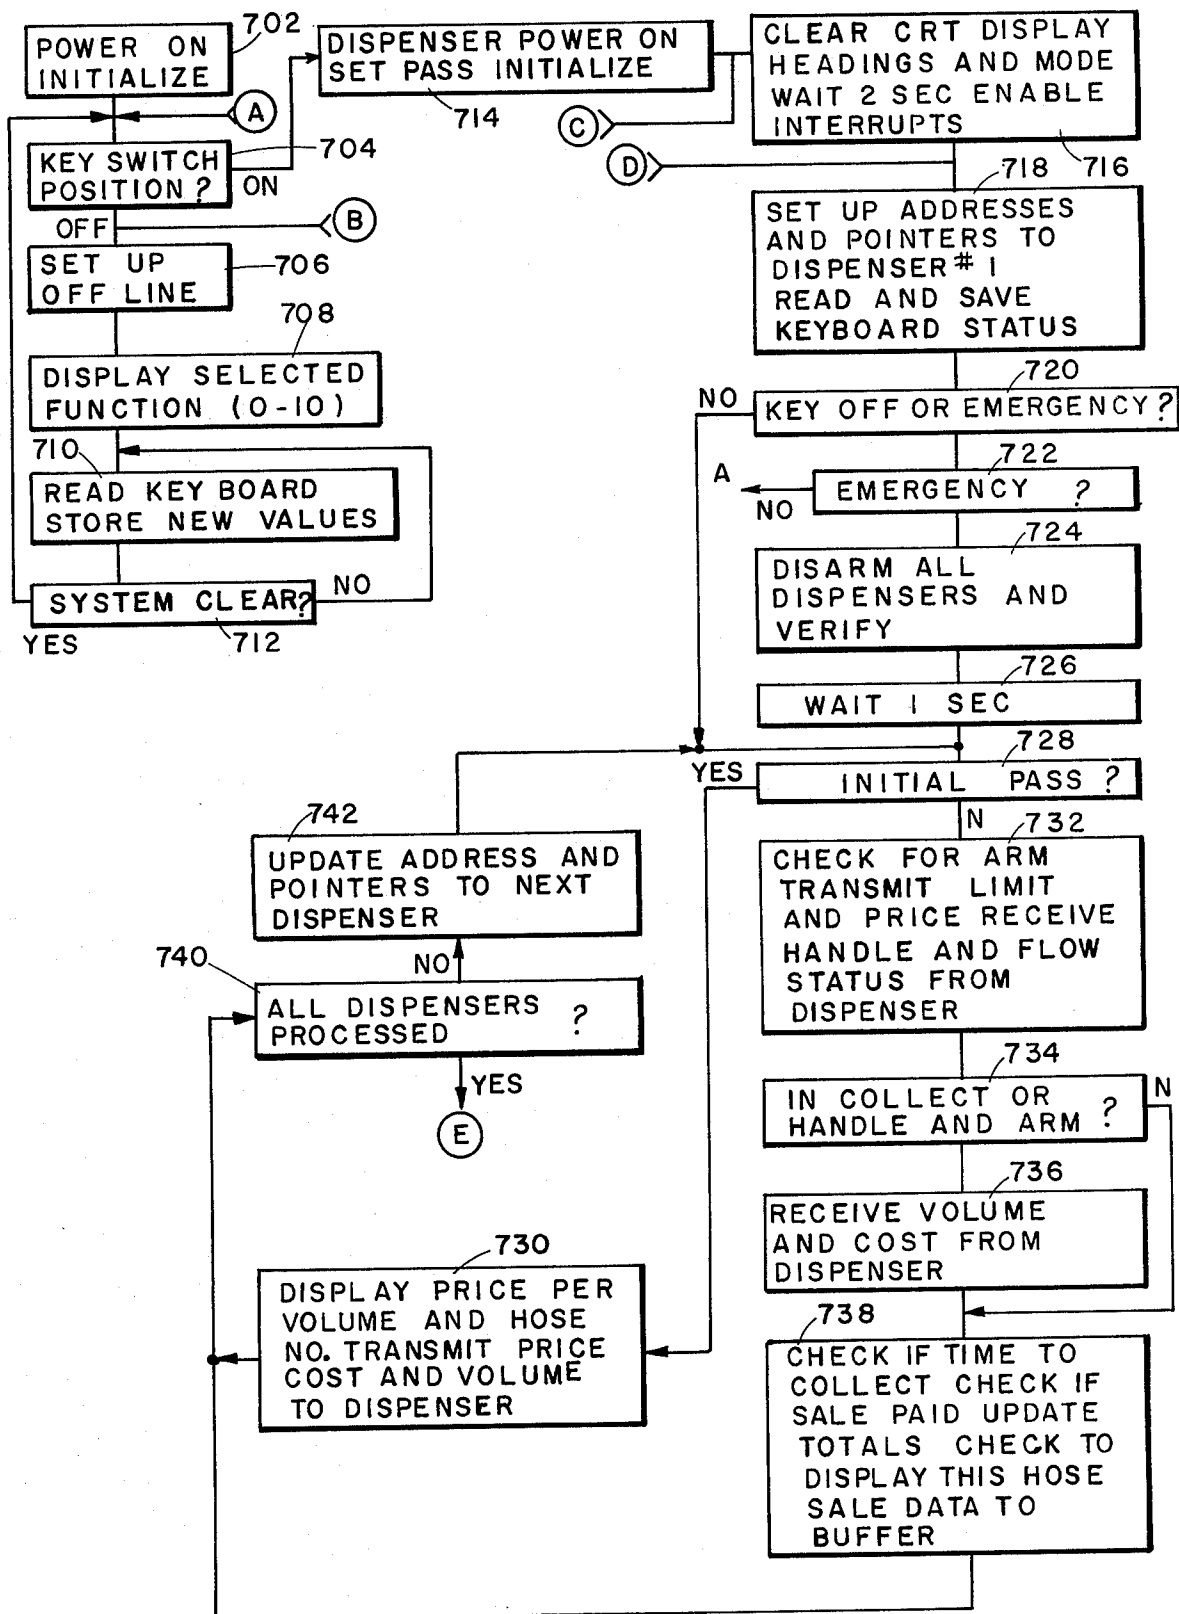 702
POWER ON
INITIALIZE
A
704
KEY SWITCH
POSITION?
ON
OFF
B
SET UP
OFF LINE
706
708
DISPLAY SELECTED
FUNCTION (0-10)
710
READ KEY BOARD
STORE NEW VALUES
SYSTEM CLEAR?
NO
YES
712
DISPENSER POWER ON
SET PASS INITIALIZE
714
C
D
CLEAR CRT DISPLAY
HEADINGS AND MODE
WAIT 2 SEC ENABLE
INTERRUPTS
716
718
SET UP ADDRESSES
AND POINTERS TO
DISPENSER # 1
READ AND SAVE
KEYBOARD STATUS
720
NO
KEY OFF OR EMERGENCY?
722
A
NO
EMERGENCY ?
724
DISARM ALL
DISPENSERS AND
VERIFY
726
WAIT 1 SEC
728
YES
INITIAL PASS ?
N
732
CHECK FOR ARM
TRANSMIT LIMIT
AND PRICE RECEIVE
HANDLE AND FLOW
STATUS FROM
DISPENSER
734
IN COLLECT OR
HANDLE AND ARM ?
N
736
RECEIVE VOLUME
AND COST FROM
DISPENSER
738
CHECK IF TIME TO
COLLECT CHECK IF
SALE PAID UPDATE
TOTALS CHECK TO
DISPLAY THIS HOSE
SALE DATA TO
BUFFER
742
UPDATE ADDRESS AND
POINTERS TO NEXT
DISPENSER
740
NO
ALL DISPENSERS
PROCESSED ?
YES
E
730
DISPLAY PRICE PER
VOLUME AND HOSE
NO. TRANSMIT PRICE
COST AND VOLUME
TO DISPENSER